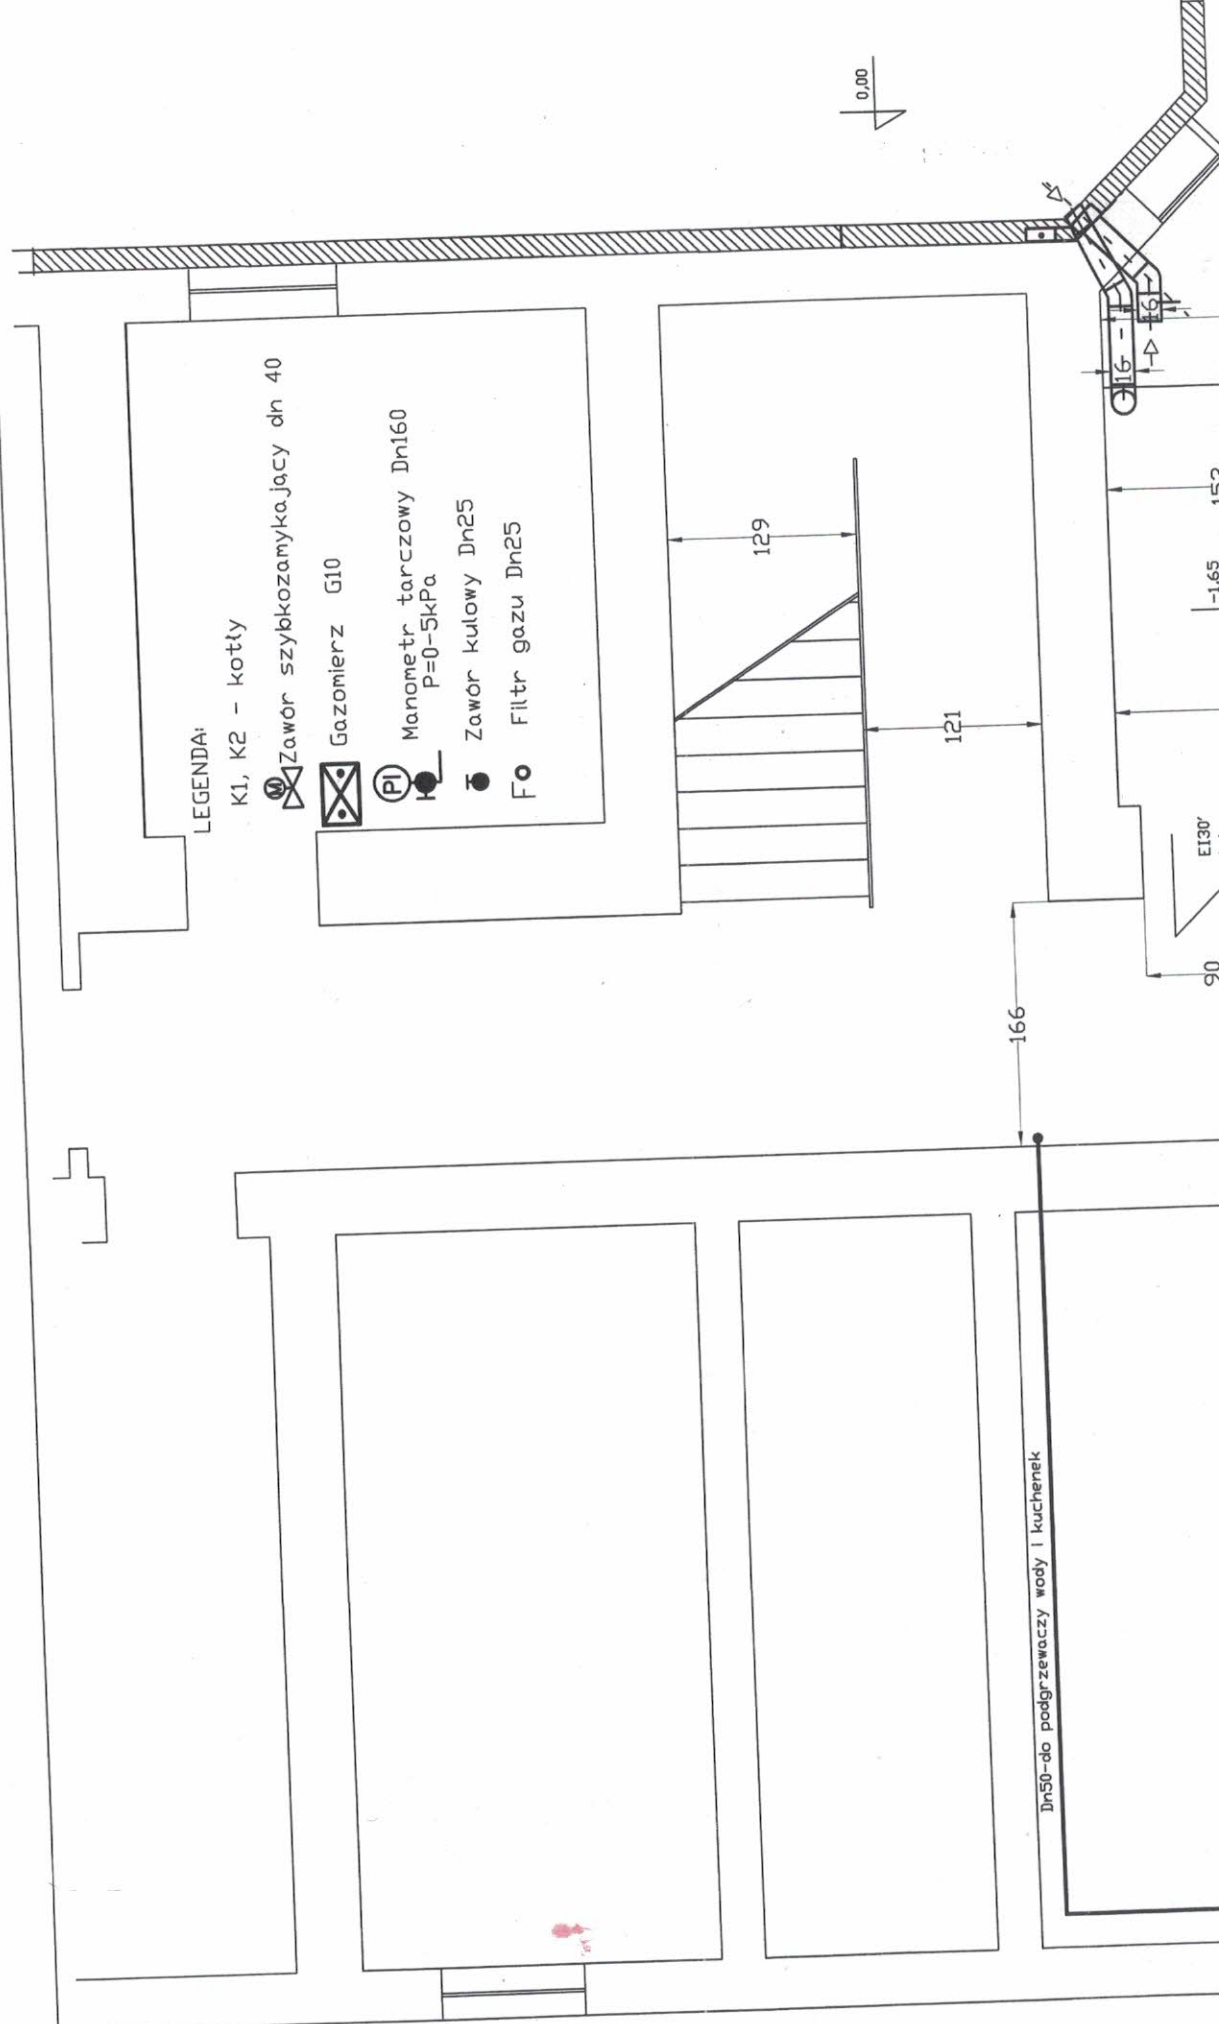 LEGENDA:
K1, K2 - kotły
M Zawór szybkozamykający dn 40
Gazomierz G10
PI Manometr tarczowy Dn160
P=0-5kPa
Zawór kulowy Dn25
F Filtr gazu Dn25
0,00
129
121
166
16
16
-1.65
EI30'
90
Dn50-do podgrzewaczy wody i kuchenek